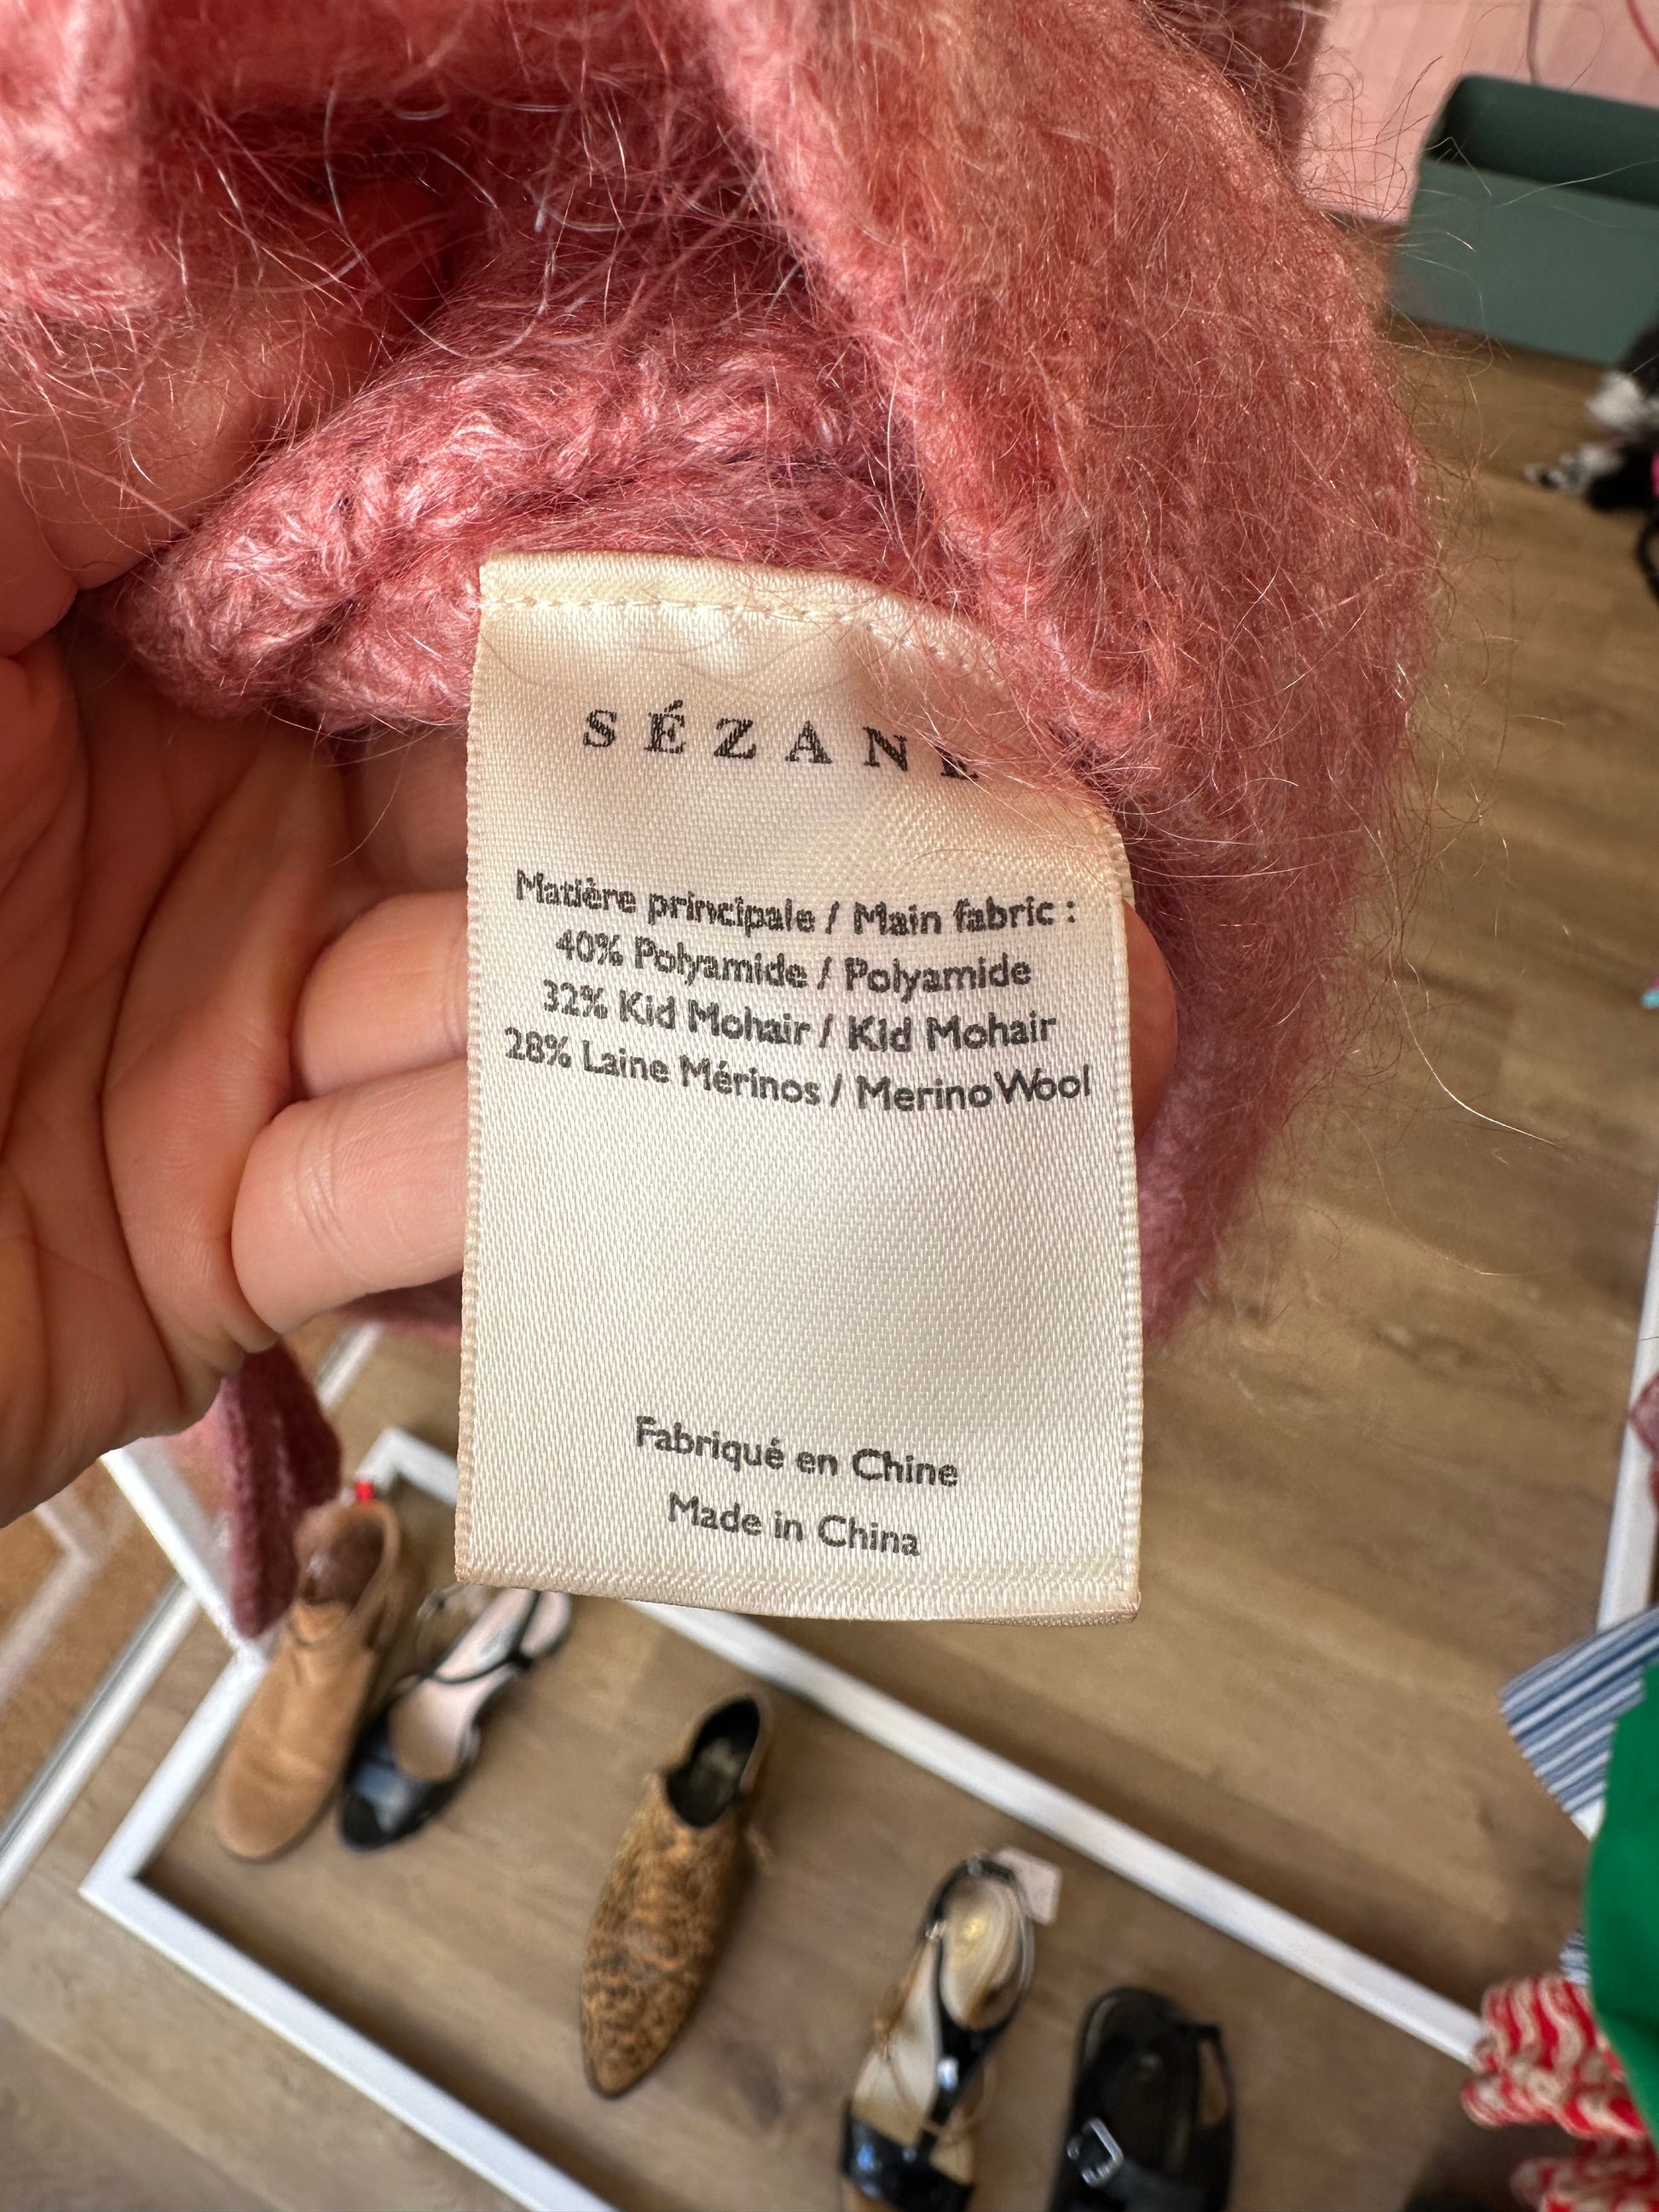 SÉZANE
Matière principale / Main fabric :
40% Polyamide / Polyamide
32% Kid Mohair / Kid Mohair
28% Laine Mérinos / Merino Wool
Fabriqué en Chine
Made in China